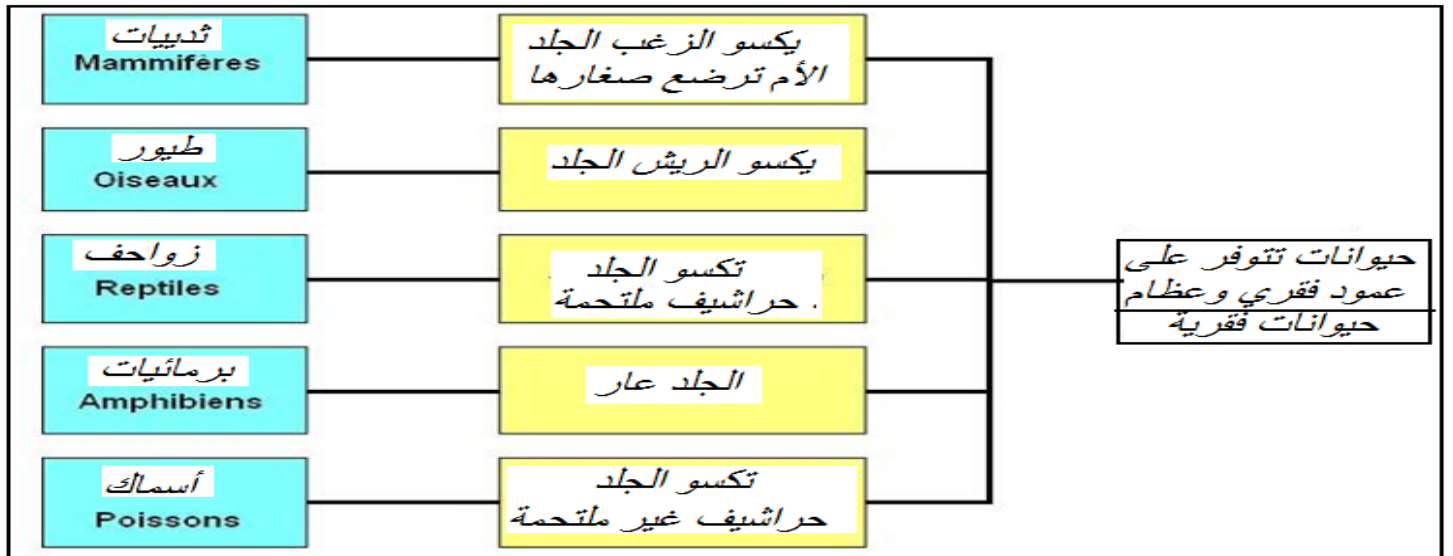 حيوانات تتوفر على
عمود فقري وعظام
حيوانات فقرية
يكسو الزغب الجلد
الأم ترضع صغارها
ثدييات
Mammifères
يكسو الريش الجلد
طيور
Oiseaux
تكسو الجلد
حراشيف ملتحمة .
زواحف
Reptiles
الجلد عار
برمائيات
Amphibiens
تكسو الجلد
حراشيف غير ملتحمة
أسماك
Poissons